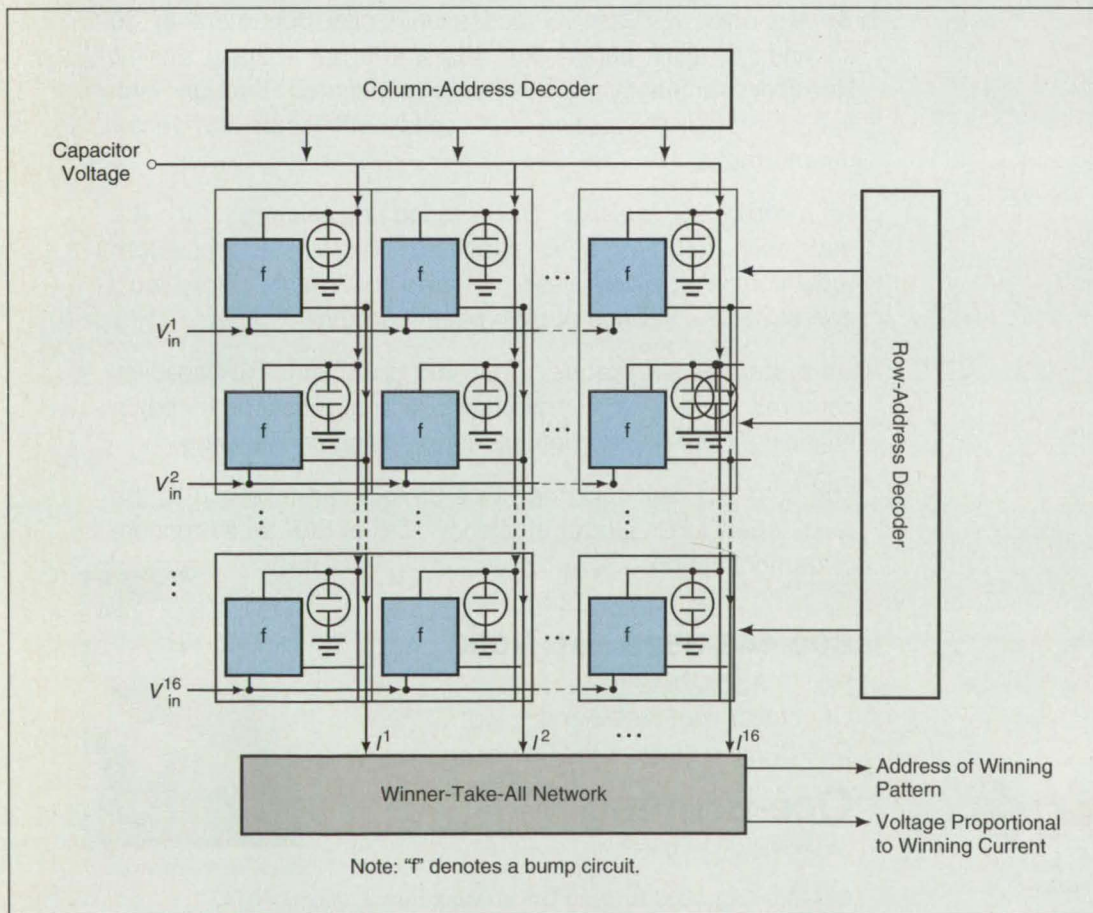 Column-Address Decoder
Capacitor
Voltage
f
f
...
f
V¹in
f
f
...
f
V²in
Row-Address Decoder
⋮
⋮
⋮
⋮
f
f
...
f
V¹⁶in
I¹
I²
...
I¹⁶
Winner-Take-All Network
Address of Winning
Pattern
Voltage Proportional
to Winning Current
Note: "f" denotes a bump circuit.